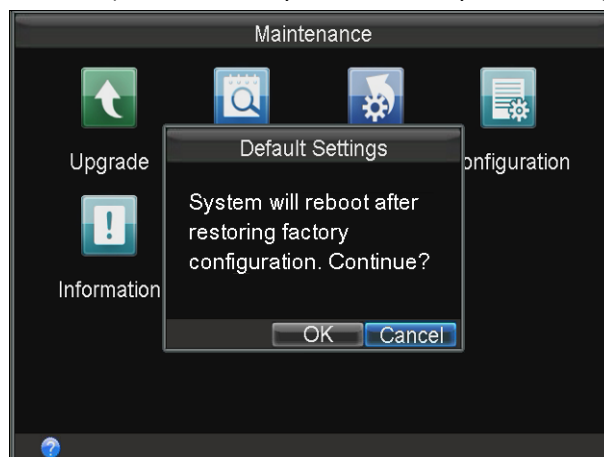 Maintenance
Upgrade
onfiguration
Default Settings
System will reboot after
restoring factory
configuration. Continue?
OK Cancel
Information